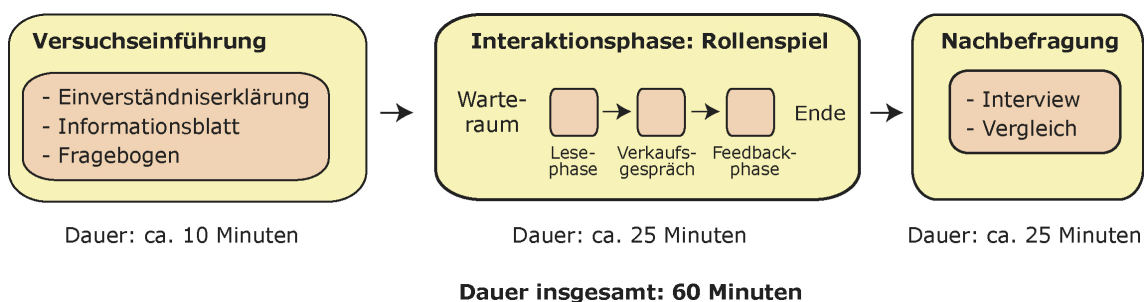 Versuchseinführung
- Einverständniserklärung
- Informationsblatt
- Fragebogen
Dauer: ca. 10 Minuten
Interaktionsphase: Rollenspiel
Warte-
raum
Lese-
phase
Verkaufs-
gespräch
Feedback-
phase
Ende
Dauer: ca. 25 Minuten
Nachbefragung
- Interview
- Vergleich
Dauer: ca. 25 Minuten
Dauer insgesamt: 60 Minuten